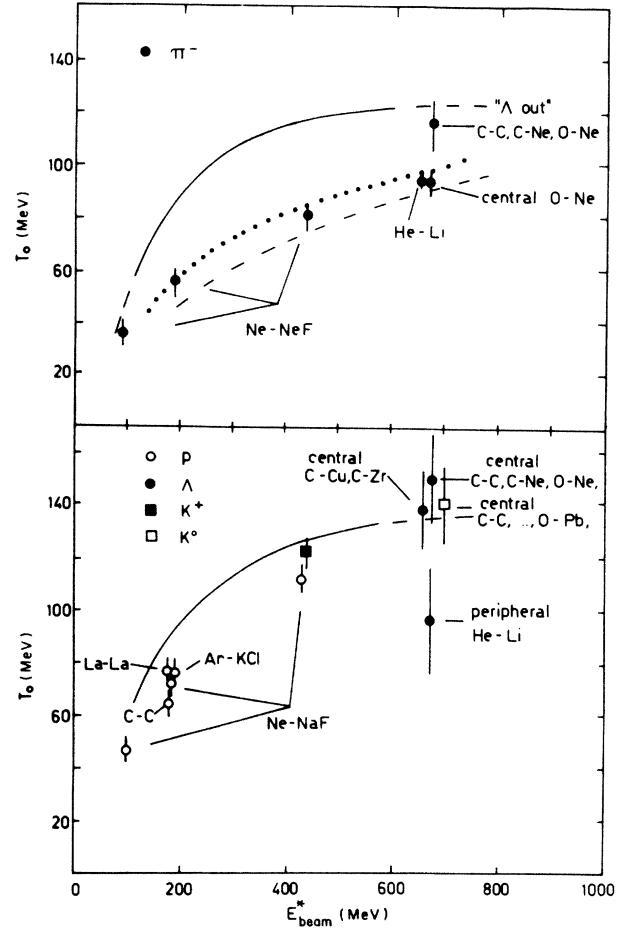 140
π⁻
"Λ out"
C-C, C-Ne, O-Ne
100
central O-Ne
He-Li
60
Ne-NeF
20
T₀ (MeV)
p
Λ
K⁺
K⁰
central
C-Cu, C-Zr
central
C-C, C-Ne, O-Ne,
central
C-C, .., O-Pb,
140
100
peripheral
He-Li
La-La
Ar-KCl
60
C-C
Ne-NaF
20
T₀ (MeV)
0 200 400 600 800 1000
E*beam (MeV)